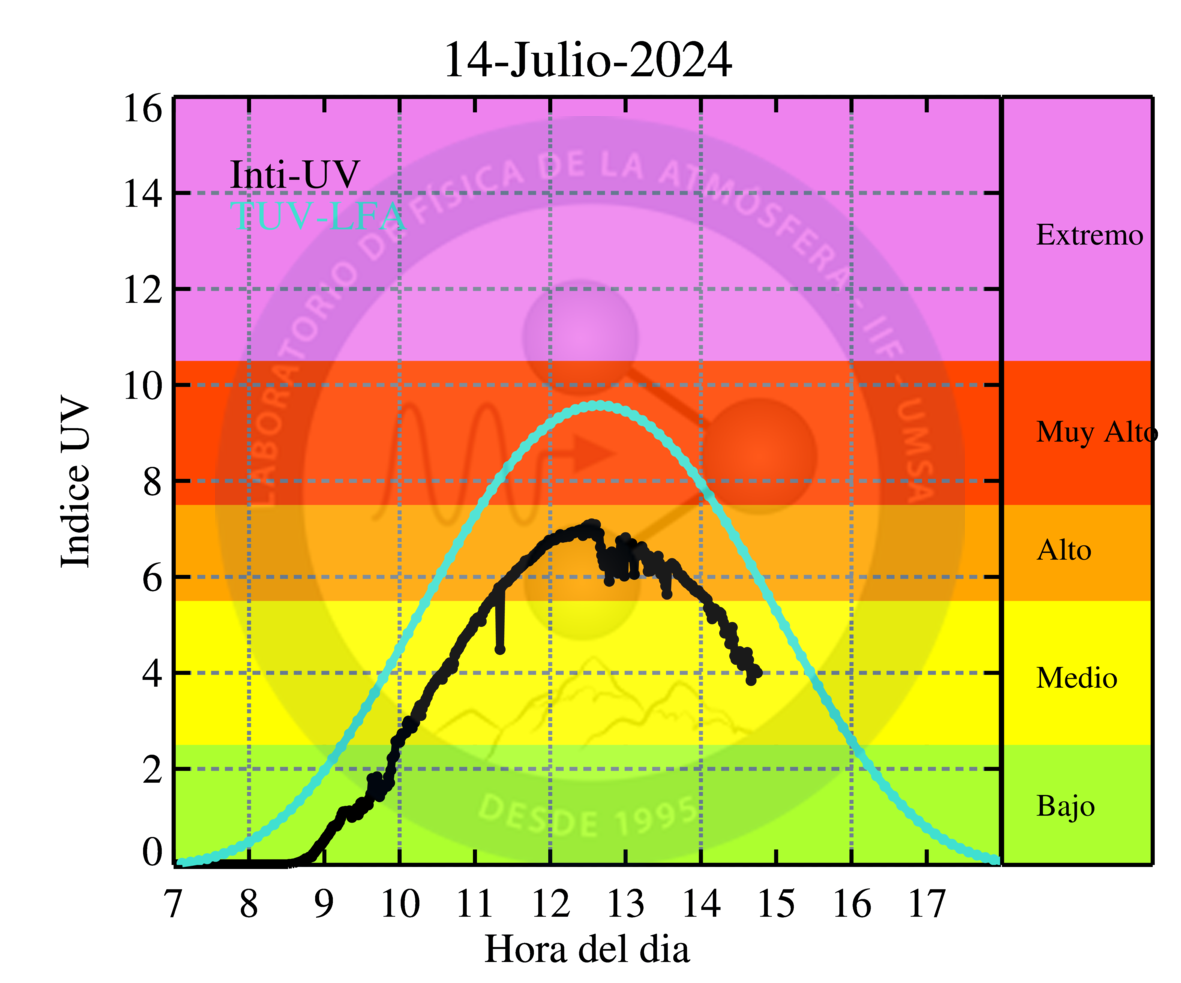 14-Julio-2024
16
14
12
10
8
6
4
2
0
Indice UV
Inti-UV
TUV-LFA
LABORATORIO DE FÍSICA DE LA ATMÓSFERA - IIF - UMSA
DESDE 1995
Extremo
Muy Alto
Alto
Medio
Bajo
7 8 9 10 11 12 13 14 15 16 17
Hora del dia